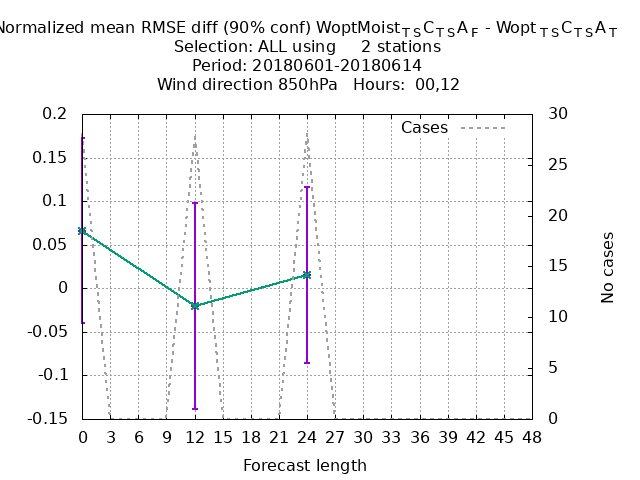 Normalized mean RMSE diff (90% conf) WoptMoist_TSC_TSA_F - Wopt_TSC_TSA_T
Selection: ALL using 2 stations
Period: 20180601-20180614
Wind direction 850hPa Hours: 00,12
0.2
0.15
0.1
0.05
0
-0.05
-0.1
-0.15
30
25
20
15
10
5
0
Cases
No cases
0 3 6 9 12 15 18 21 24 27 30 33 36 39 42 45 48
Forecast length